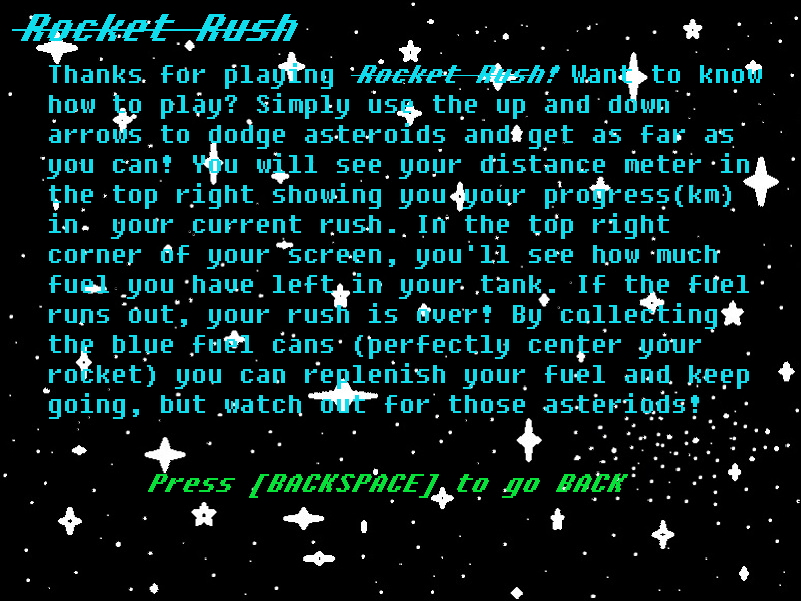 Rocket Rush
Thanks for playing Rocket Rush! Want to know
how to play? Simply use the up and down
arrows to dodge asteroids and get as far as
you can! You will see your distance meter in
the top right showing you your progress(km)
in  your current rush. In the top right
corner of your screen, you'll see how much
fuel you have left in your tank. If the fuel
runs out, your rush is over! By collecting
the blue fuel cans (perfectly center your
rocket) you can replenish your fuel and keep
going, but watch out for those asteriods!
Press [BACKSPACE] to go BACK